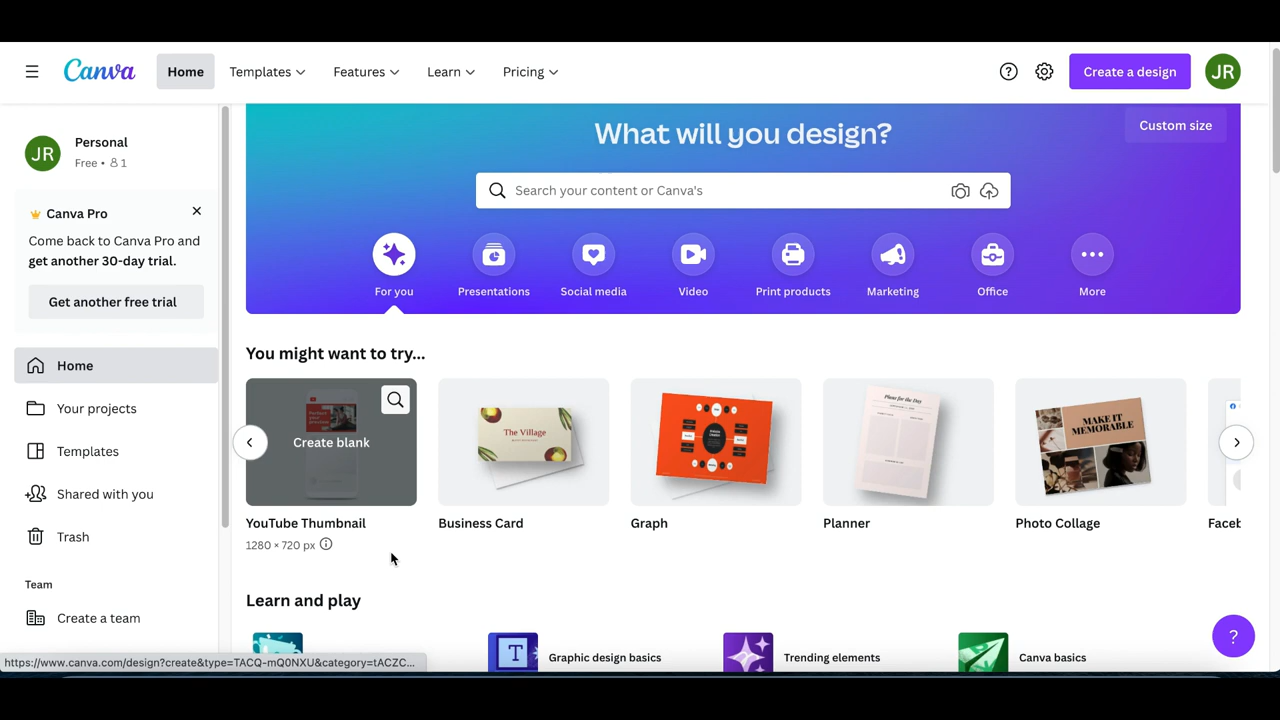 Canva
Home
Templates
Features
Learn
Pricing
Create a design
JR
JR
Personal
Free • 1
Canva Pro
Come back to Canva Pro and
get another 30-day trial.
Get another free trial
Home
Your projects
Templates
Shared with you
Trash
Team
Create a team
What will you design?
Custom size
Search your content or Canva's
For you
Presentations
Social media
Video
Print products
Marketing
Office
More
You might want to try...
Create blank
The Village
MAKE IT
MEMORABLE
YouTube Thumbnail
Business Card
Graph
Planner
Photo Collage
Faceb
1280 × 720 px
Learn and play
T
Graphic design basics
Trending elements
Canva basics
?
https://www.canva.com/design?create&type=TACQ-mQ0NXU&category=tACZC...